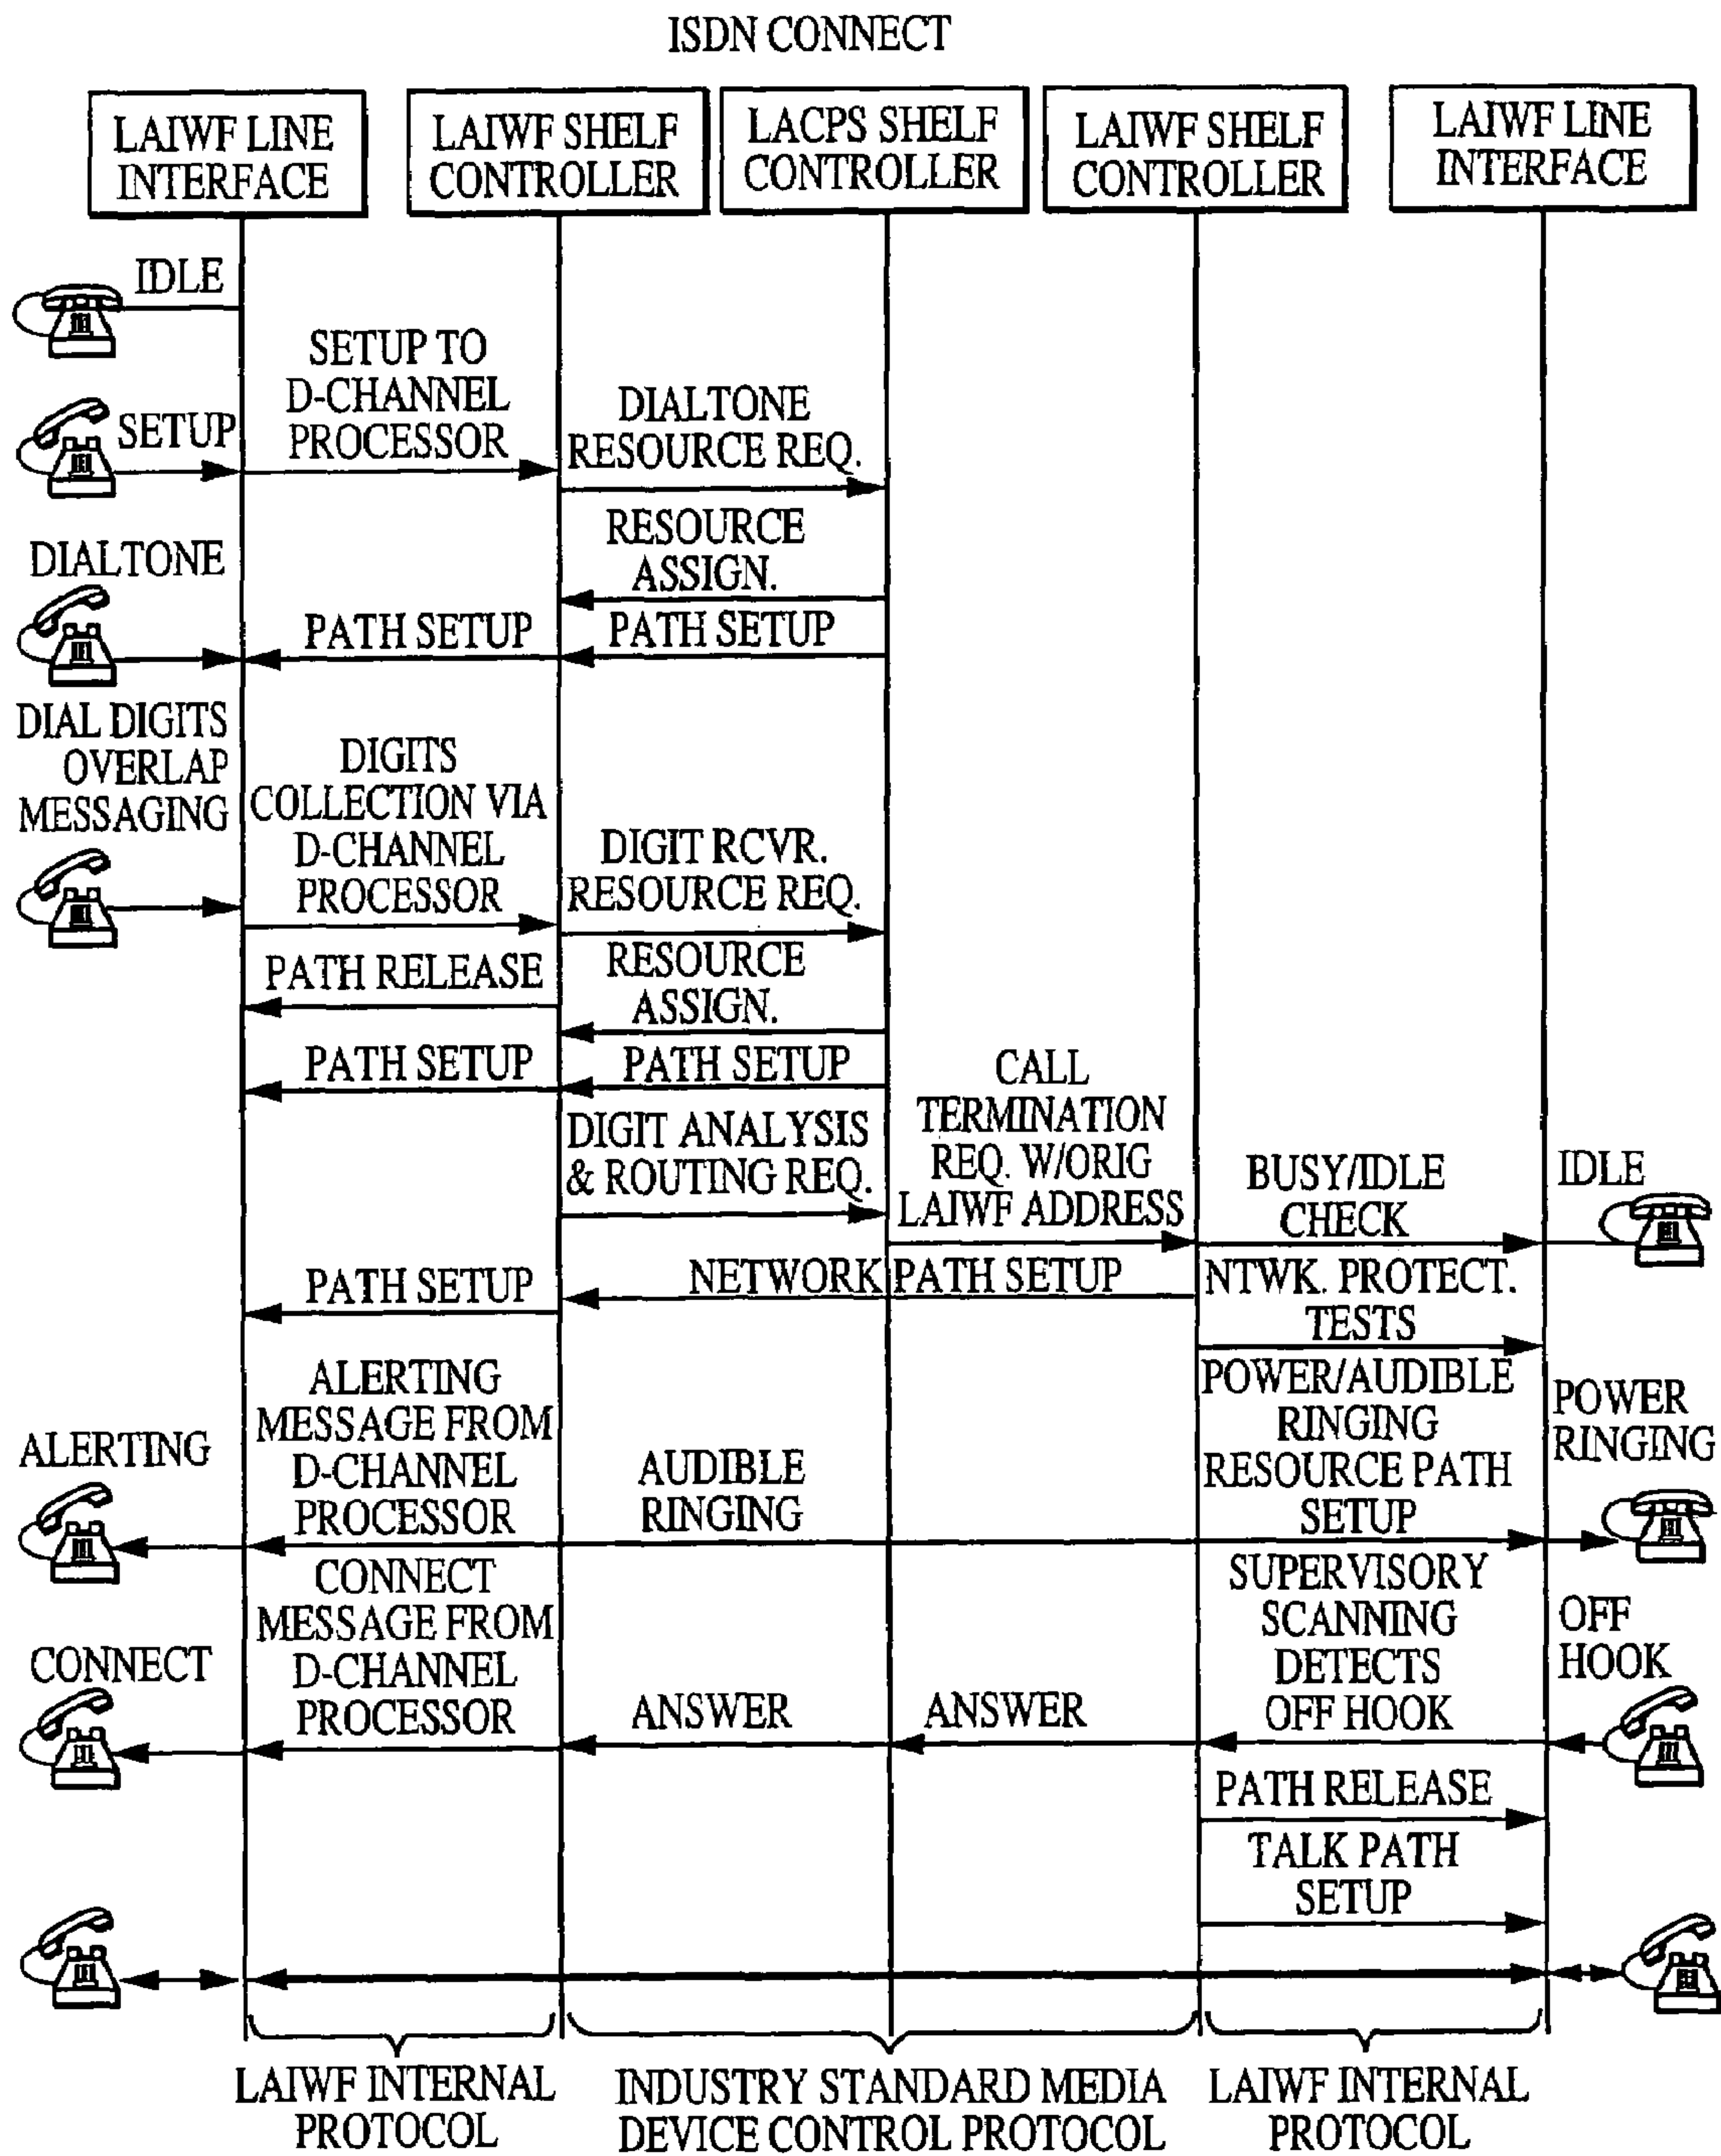 ISDN CONNECT
LAIWF LINE
INTERFACE
LAIWF SHELF
CONTROLLER
LACPS SHELF
CONTROLLER
LAIWF SHELF
CONTROLLER
LAIWF LINE
INTERFACE
IDLE
SETUP
SETUP TO
D-CHANNEL
PROCESSOR
DIALTONE
RESOURCE REQ.
RESOURCE
ASSIGN.
DIALTONE
PATH SETUP
PATH SETUP
DIAL DIGITS
OVERLAP
MESSAGING
DIGITS
COLLECTION VIA
D-CHANNEL
PROCESSOR
DIGIT RCVR.
RESOURCE REQ.
PATH RELEASE
RESOURCE
ASSIGN.
PATH SETUP
PATH SETUP
DIGIT ANALYSIS
& ROUTING REQ.
CALL
TERMINATION
REQ. W/ORIG
LAIWF ADDRESS
BUSY/IDLE
CHECK
IDLE
PATH SETUP
NETWORK PATH SETUP
NTWK. PROTECT.
TESTS
ALERTING
ALERTING
MESSAGE FROM
D-CHANNEL
PROCESSOR
AUDIBLE
RINGING
POWER/AUDIBLE
RINGING
RESOURCE PATH
SETUP
POWER
RINGING
CONNECT
CONNECT
MESSAGE FROM
D-CHANNEL
PROCESSOR
ANSWER
ANSWER
SUPERVISORY
SCANNING
DETECTS
OFF HOOK
OFF
HOOK
PATH RELEASE
TALK PATH
SETUP
LAIWF INTERNAL
PROTOCOL
INDUSTRY STANDARD MEDIA
DEVICE CONTROL PROTOCOL
LAIWF INTERNAL
PROTOCOL